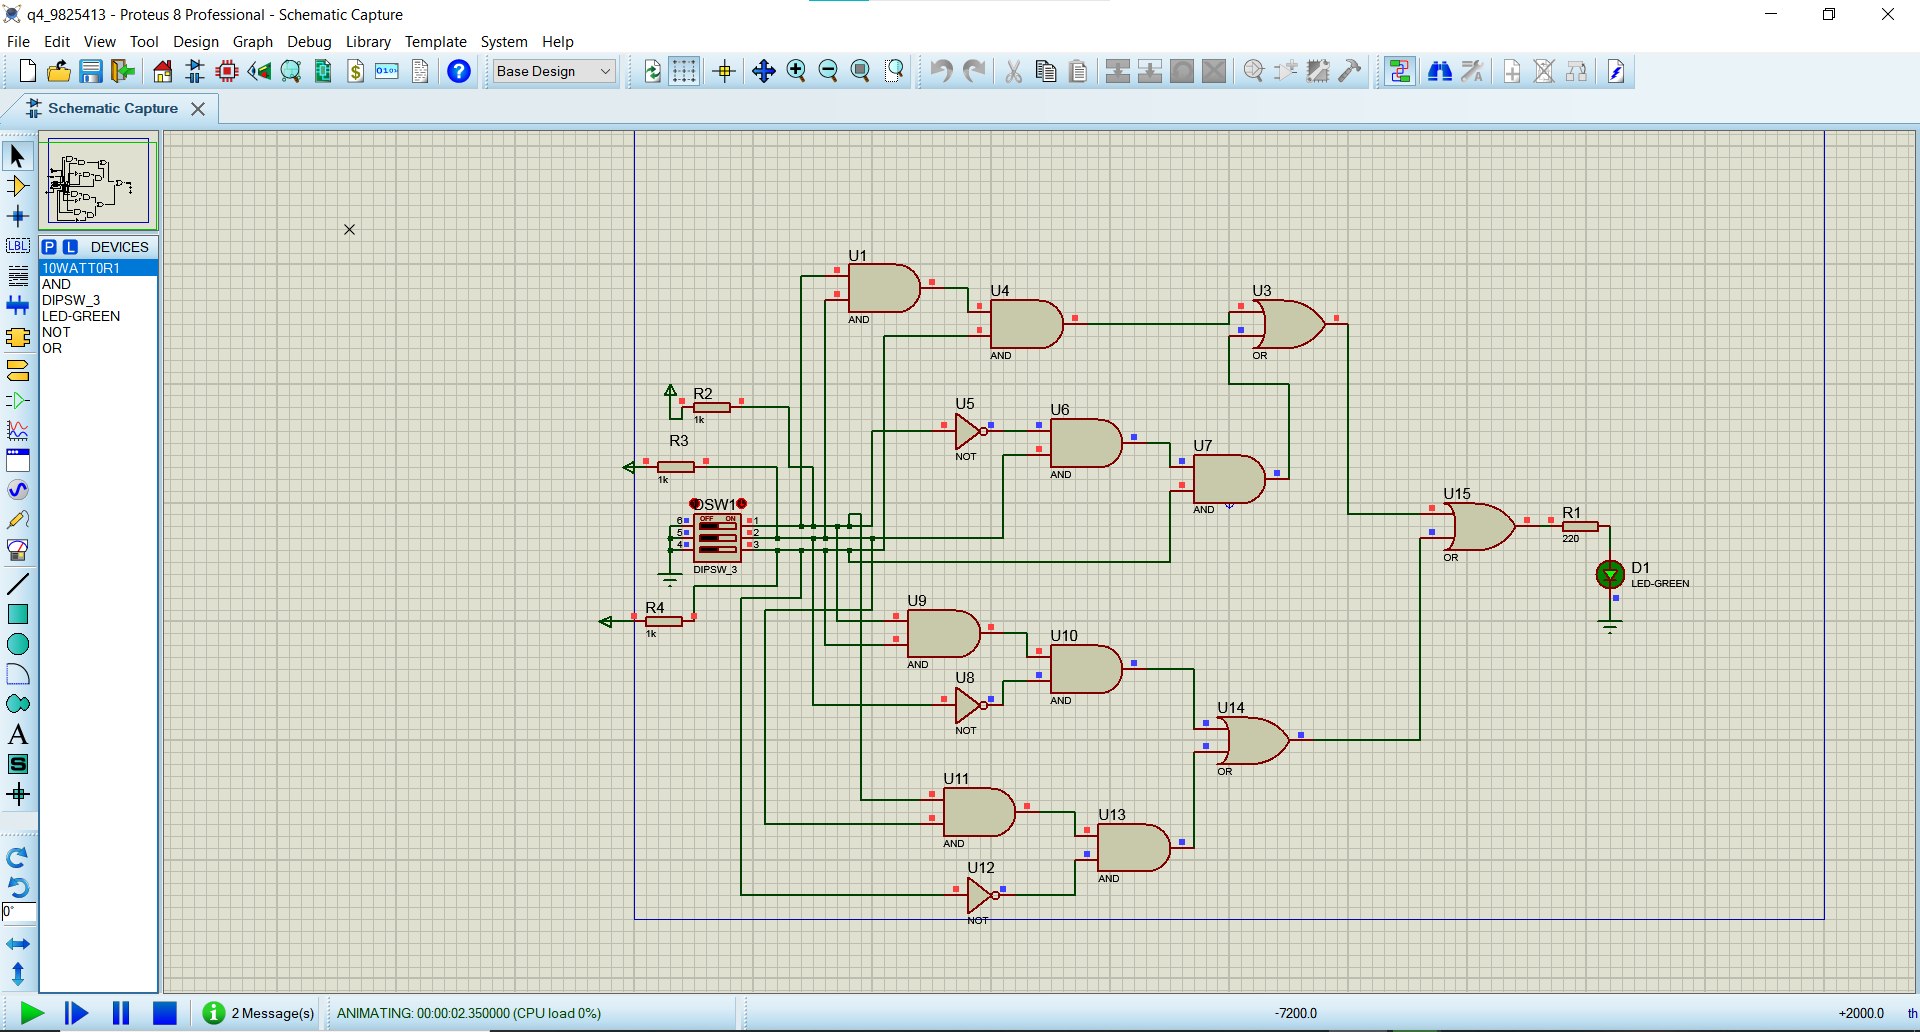 q4_9825413 - Proteus 8 Professional - Schematic Capture
File Edit View Tool Design Graph Debug Library Template System Help
$ 0101 ? Base Design
Schematic Capture
LBL
P L DEVICES
10WATT0R1
AND
DIPSW_3
LED-GREEN
NOT
OR
A
S
0°
U1
AND
U4
AND
U3
OR
R2
1k
R3
1k
U5
NOT
U6
AND
U7
AND
DSW1
OFF ON
6 1
5 2
4 3
DIPSW_3
R4
1k
U15
OR
R1
220
D1
LED-GREEN
U9
AND
U10
AND
U8
NOT
U14
OR
U11
AND
U13
AND
U12
NOT
2 Message(s) ANIMATING: 00:00:02.350000 (CPU load 0%) -7200.0 +2000.0 th